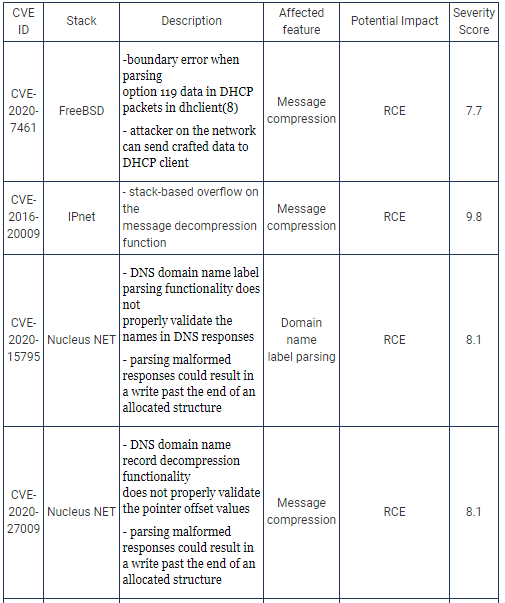 CVE
ID
Stack
Description
Affected
feature
Potential Impact
Severity
Score
CVE-
2020-
7461
FreeBSD
-boundary error when
parsing
option 119 data in DHCP
packets in dhclient(8)
- attacker on the network
can send crafted data to
DHCP client
Message
compression
RCE
7.7
CVE-
2016-
20009
IPnet
- stack-based overflow on
the
message decompression
function
Message
compression
RCE
9.8
CVE-
2020-
15795
Nucleus NET
- DNS domain name label
parsing functionality does
not
properly validate the
names in DNS responses
- parsing malformed
responses could result in
a write past the end of an
allocated structure
Domain
name
label parsing
RCE
8.1
CVE-
2020-
27009
Nucleus NET
- DNS domain name
record decompression
functionality
does not properly validate
the pointer offset values
- parsing malformed
responses could result in
a write past the end of an
allocated structure
Message
compression
RCE
8.1